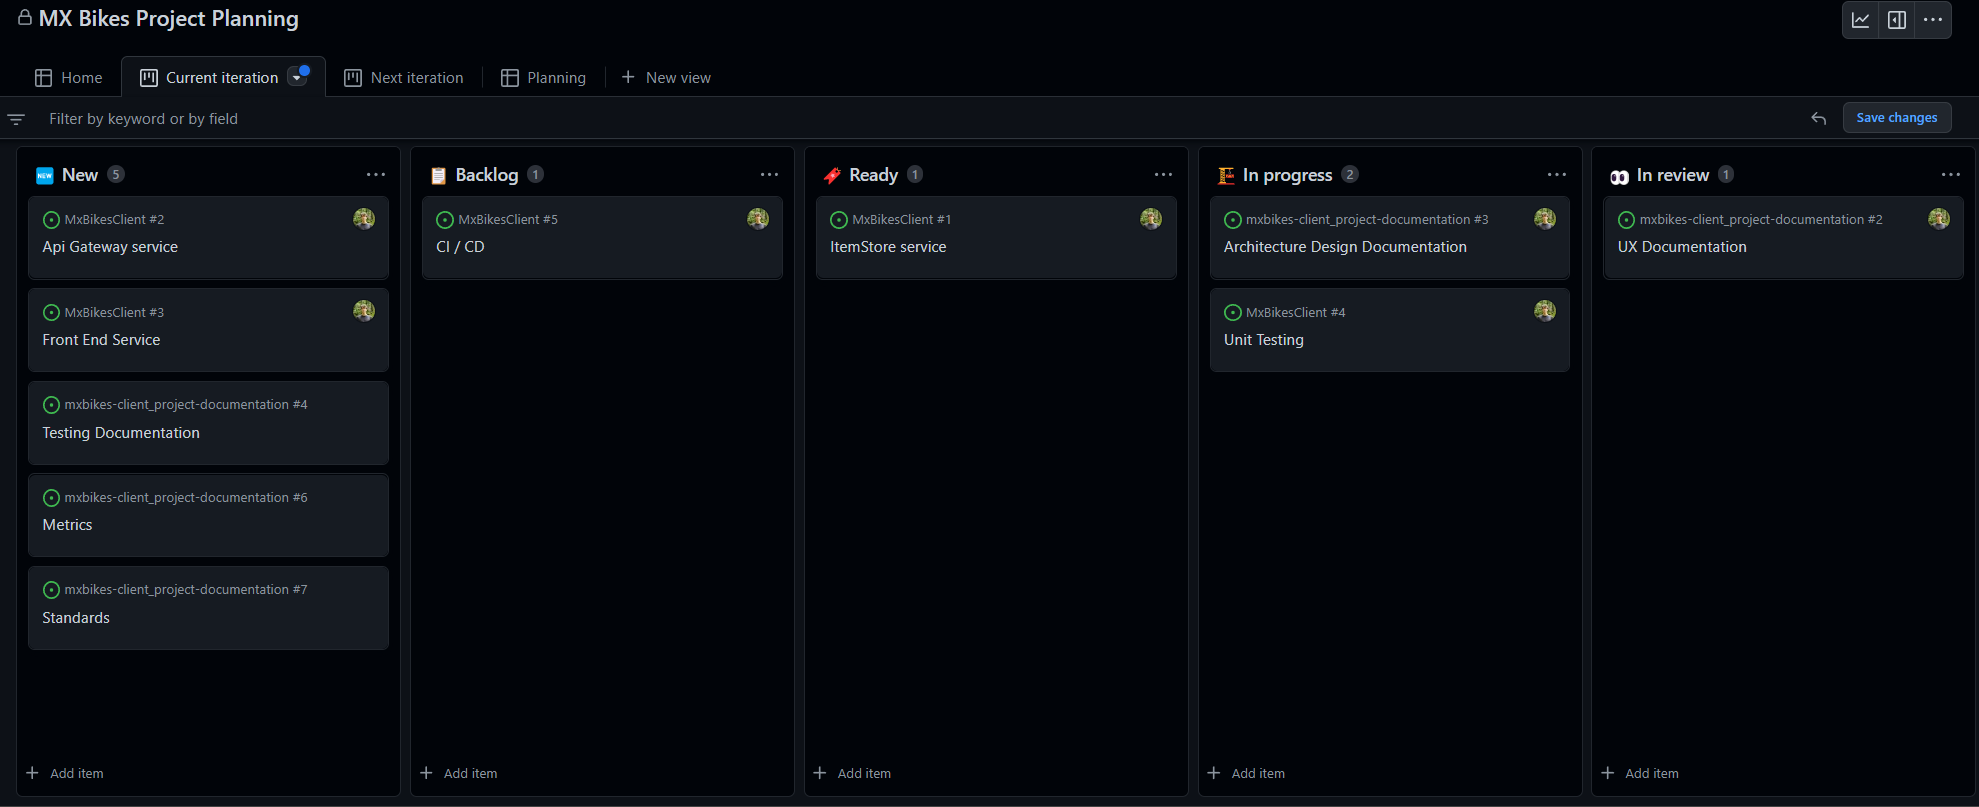 MX Bikes Project Planning
Home
Current iteration
Next iteration
Planning
New view
Filter by keyword or by field
Save changes
NEW New 5
MxBikesClient #2
Api Gateway service
MxBikesClient #3
Front End Service
mxbikes-client_project-documentation #4
Testing Documentation
mxbikes-client_project-documentation #6
Metrics
mxbikes-client_project-documentation #7
Standards
Add item
Backlog 1
MxBikesClient #5
CI / CD
Add item
Ready 1
MxBikesClient #1
ItemStore service
Add item
In progress 2
mxbikes-client_project-documentation #3
Architecture Design Documentation
MxBikesClient #4
Unit Testing
Add item
In review 1
mxbikes-client_project-documentation #2
UX Documentation
Add item